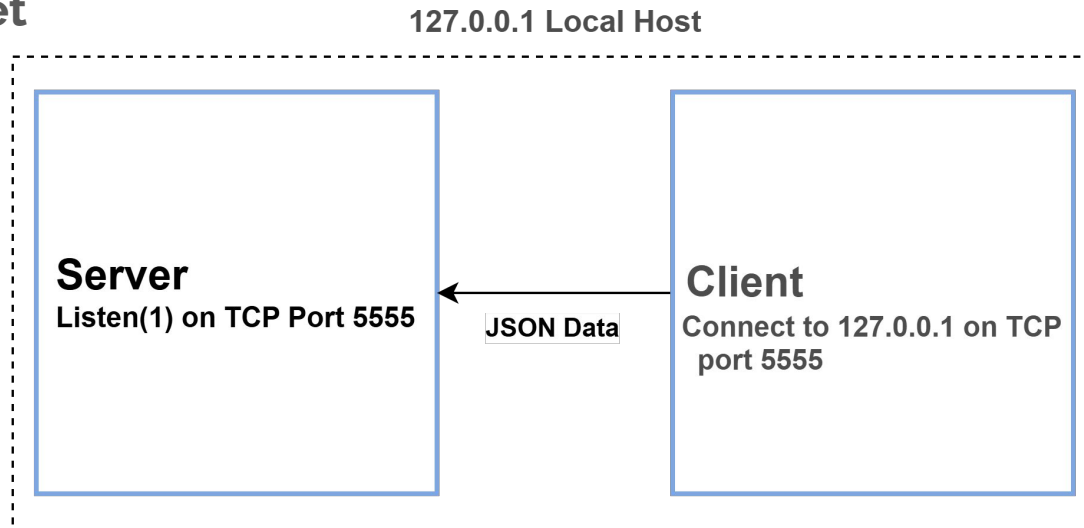 127.0.0.1 Local Host
Server
Listen(1) on TCP Port 5555
JSON Data
Client
Connect to 127.0.0.1 on TCP
port 5555